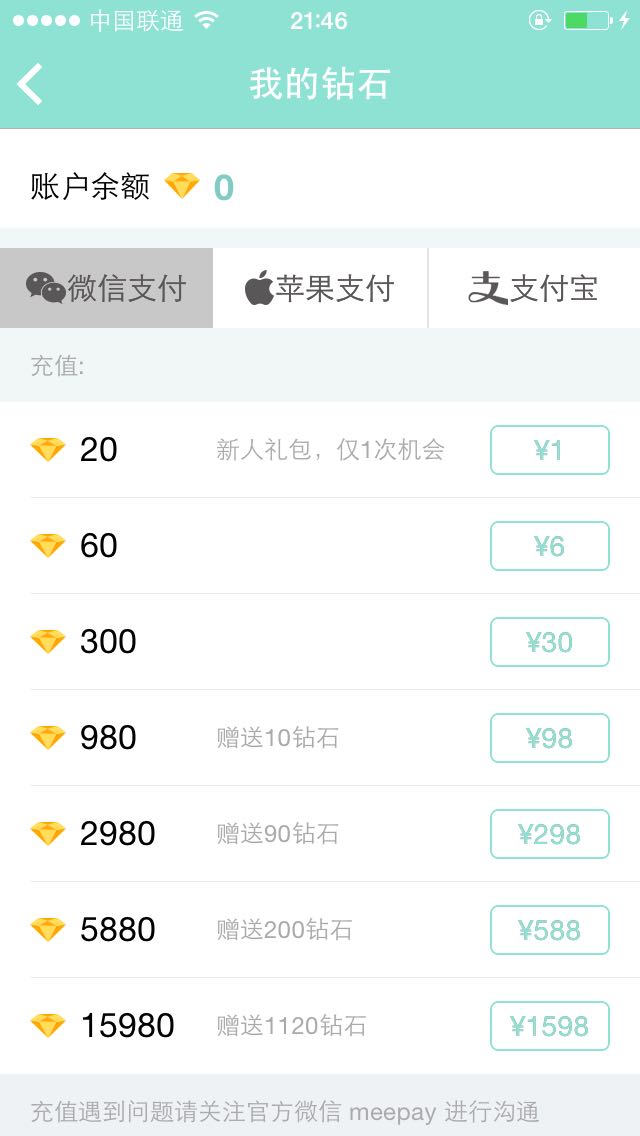 中国联通 21:46
我的钻石
账户余额 0
微信支付 苹果支付 支付宝
充值:
20 新人礼包，仅1次机会 ¥1
60 ¥6
300 ¥30
980 赠送10钻石 ¥98
2980 赠送90钻石 ¥298
5880 赠送200钻石 ¥588
15980 赠送1120钻石 ¥1598
充值遇到问题请关注官方微信 meepay 进行沟通